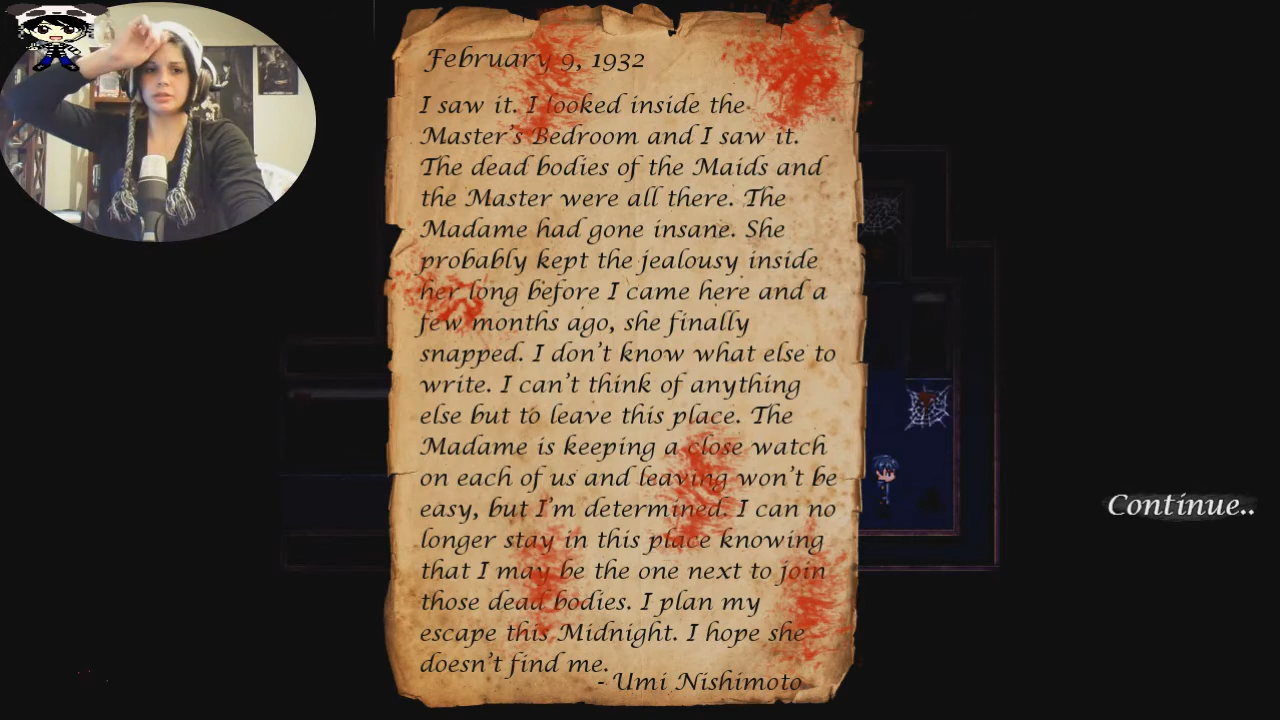 February 9, 1932
I saw it. I looked inside the
Master's Bedroom and I saw it.
The dead bodies of the Maids and
the Master were all there. The
Madame had gone insane. She
probably kept the jealousy inside
her long before I came here and a
few months ago, she finally
snapped. I don't know what else to
write. I can't think of anything
else but to leave this place. The
Madame is keeping a close watch
on each of us and leaving won't be
easy, but I'm determined. I can no
longer stay in this place knowing
that I may be the one next to join
those dead bodies. I plan my
escape this Midnight. I hope she
doesn't find me.
- Umi Nishimoto
Continue..